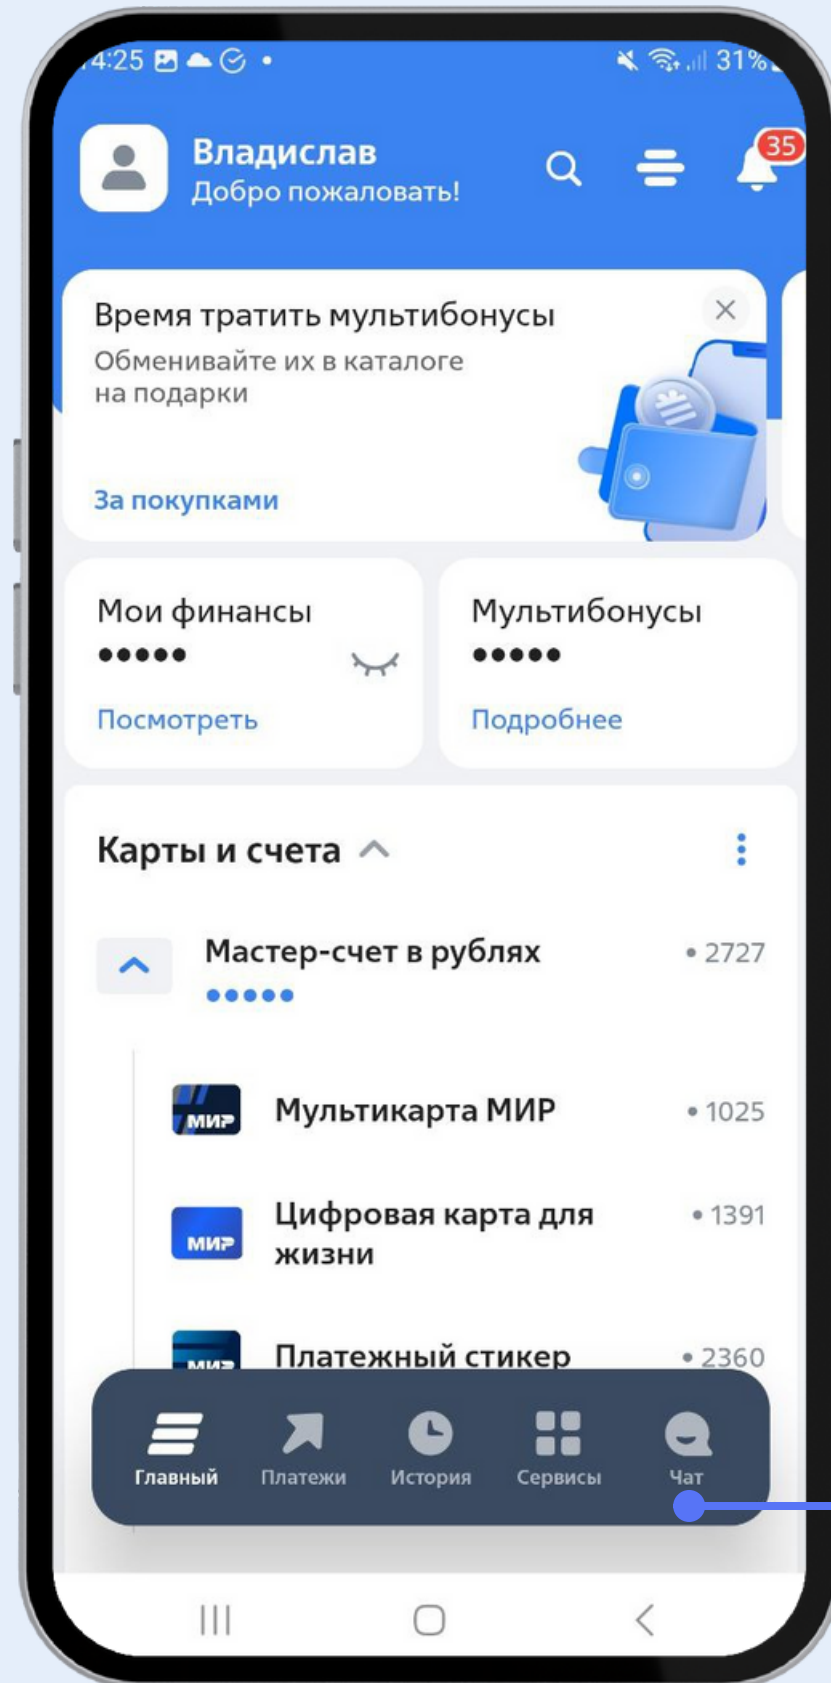 4:25
31%
Владислав
Добро пожаловать!
35
Время тратить мультибонусы
Обменивайте их в каталоге
на подарки
За покупками
Мои финансы
•••••
Посмотреть
Мультибонусы
•••••
Подробнее
Карты и счета
Мастер-счет в рублях
• 2727
•••••
МИР
Мультикарта МИР
• 1025
МИР
Цифровая карта для
жизни
• 1391
МИР
Платежный стикер
• 2360
Главный
Платежи
История
Сервисы
Чат